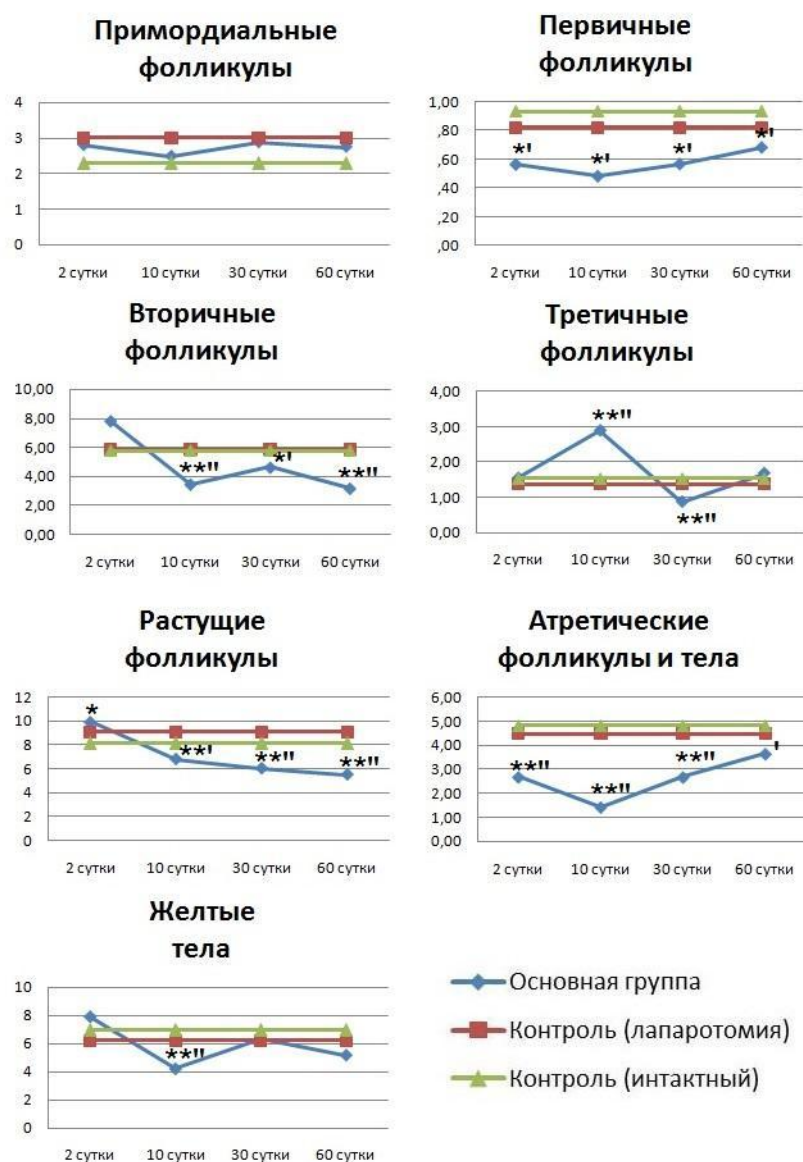 Примордиальные
фолликулы
4
3
2
1
0
2 сутки 10 сутки 30 сутки 60 сутки
Первичные
фолликулы
1,00
,80
,60
,40
,20
,00
*' *' *' *'
2 сутки 10 сутки 30 сутки 60 сутки
Вторичные
фолликулы
10,00
8,00
6,00
4,00
2,00
0,00
**" *' **"
2 сутки 10 сутки 30 сутки 60 сутки
Третичные
фолликулы
4,00
3,00
2,00
1,00
0,00
**" **"
2 сутки 10 сутки 30 сутки 60 сутки
Растущие
фолликулы
12
10
8
6
4
2
0
* **' **" **"
2 сутки 10 сутки 30 сутки 60 сутки
Атретические
фолликулы и тела
6,00
5,00
4,00
3,00
2,00
1,00
0,00
**" **" **" '
2 сутки 10 сутки 30 сутки 60 сутки
Желтые
тела
10
8
6
4
2
0
**"
2 сутки 10 сутки 30 сутки 60 сутки
Основная группа
Контроль (лапаротомия)
Контроль (интактный)